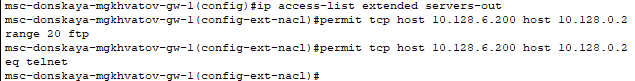 msc-donskaya-mgkhvatov-gw-1(config)#ip access-list extended servers-out
msc-donskaya-mgkhvatov-gw-1(config-ext-nacl)#permit tcp host 10.128.6.200 host 10.128.0.2
range 20 ftp
msc-donskaya-mgkhvatov-gw-1(config-ext-nacl)#permit tcp host 10.128.6.200 host 10.128.0.2
eq telnet
msc-donskaya-mgkhvatov-gw-1(config-ext-nacl)#